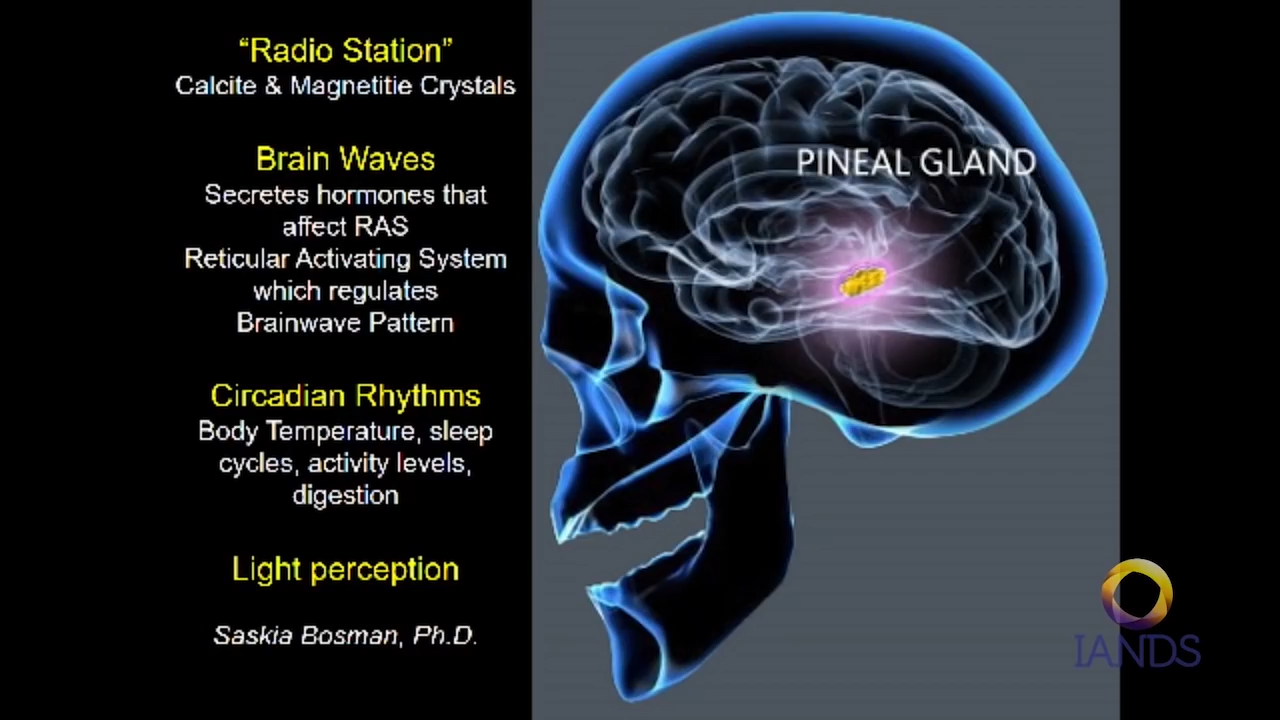 “Radio Station”
Calcite & Magnetitie Crystals
Brain Waves
Secretes hormones that
affect RAS
Reticular Activating System
which regulates
Brainwave Pattern
Circadian Rhythms
Body Temperature, sleep
cycles, activity levels,
digestion
Light perception
Saskia Bosman, Ph.D.
PINEAL GLAND
IANDS